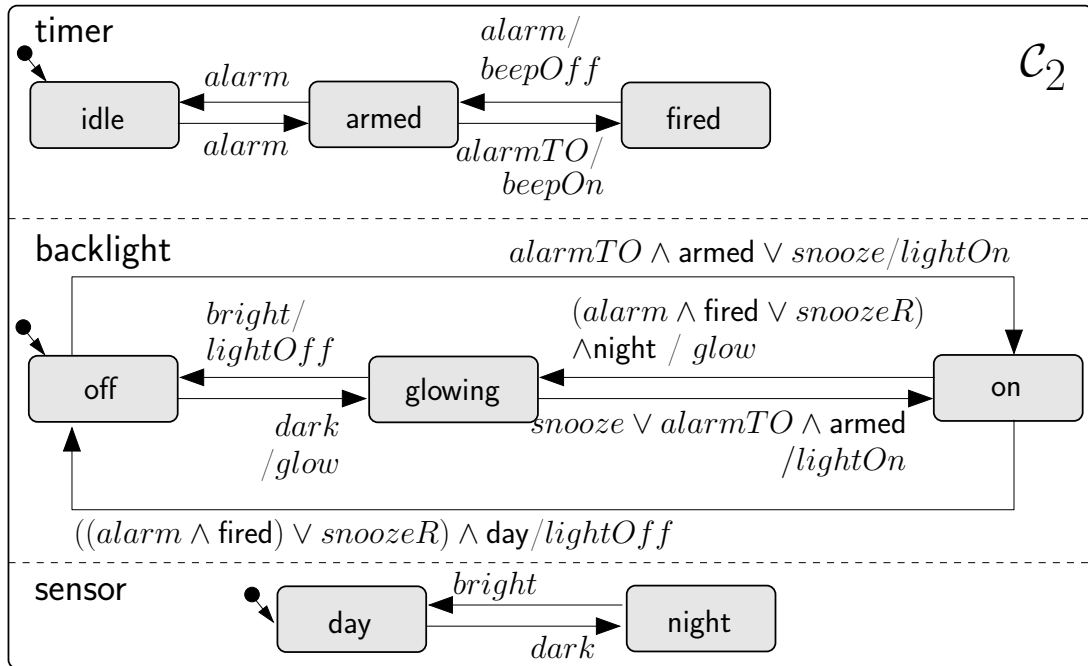 timer
C₂
alarm/
beepOff
alarm
idle
armed
fired
alarm
alarmTO/
beepOn
backlight
alarmTO ∧ armed ∨ snooze/lightOn
bright/
lightOff
(alarm ∧ fired ∨ snoozeR)
∧night / glow
off
glowing
on
dark
/glow
snooze ∨ alarmTO ∧ armed
/lightOn
((alarm ∧ fired) ∨ snoozeR) ∧ day/lightOff
sensor
bright
day
night
dark